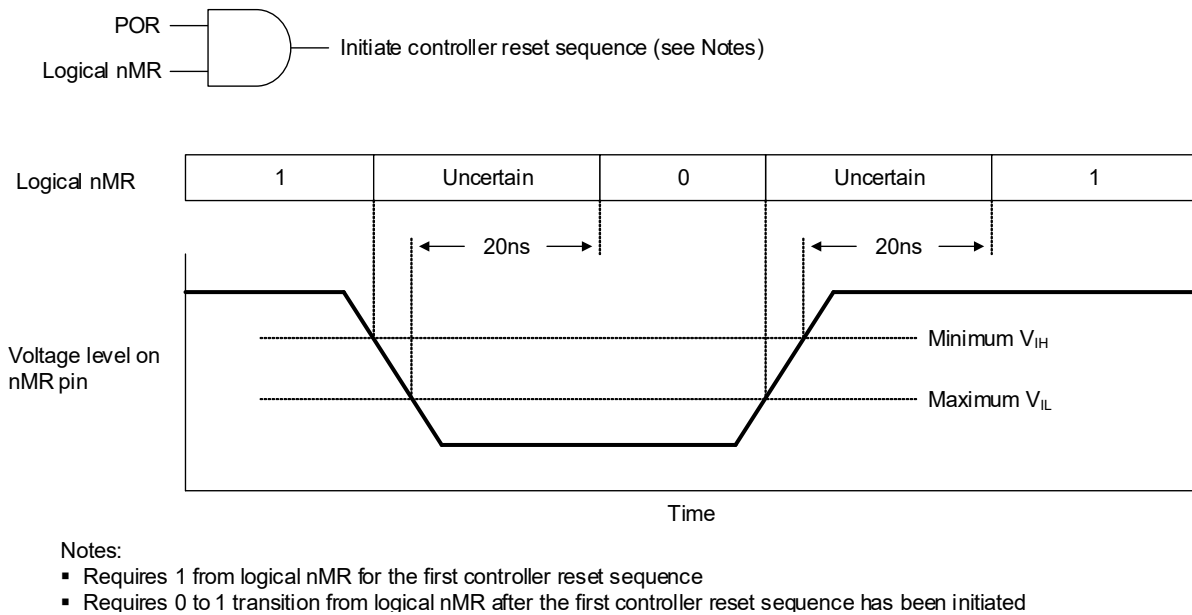 POR
Logical nMR
Initiate controller reset sequence (see Notes)
Logical nMR
1
Uncertain
0
Uncertain
1
20ns
20ns
Voltage level on
nMR pin
Minimum VIH
Maximum VIL
Time
Notes:
▪ Requires 1 from logical nMR for the first controller reset sequence
▪ Requires 0 to 1 transition from logical nMR after the first controller reset sequence has been initiated